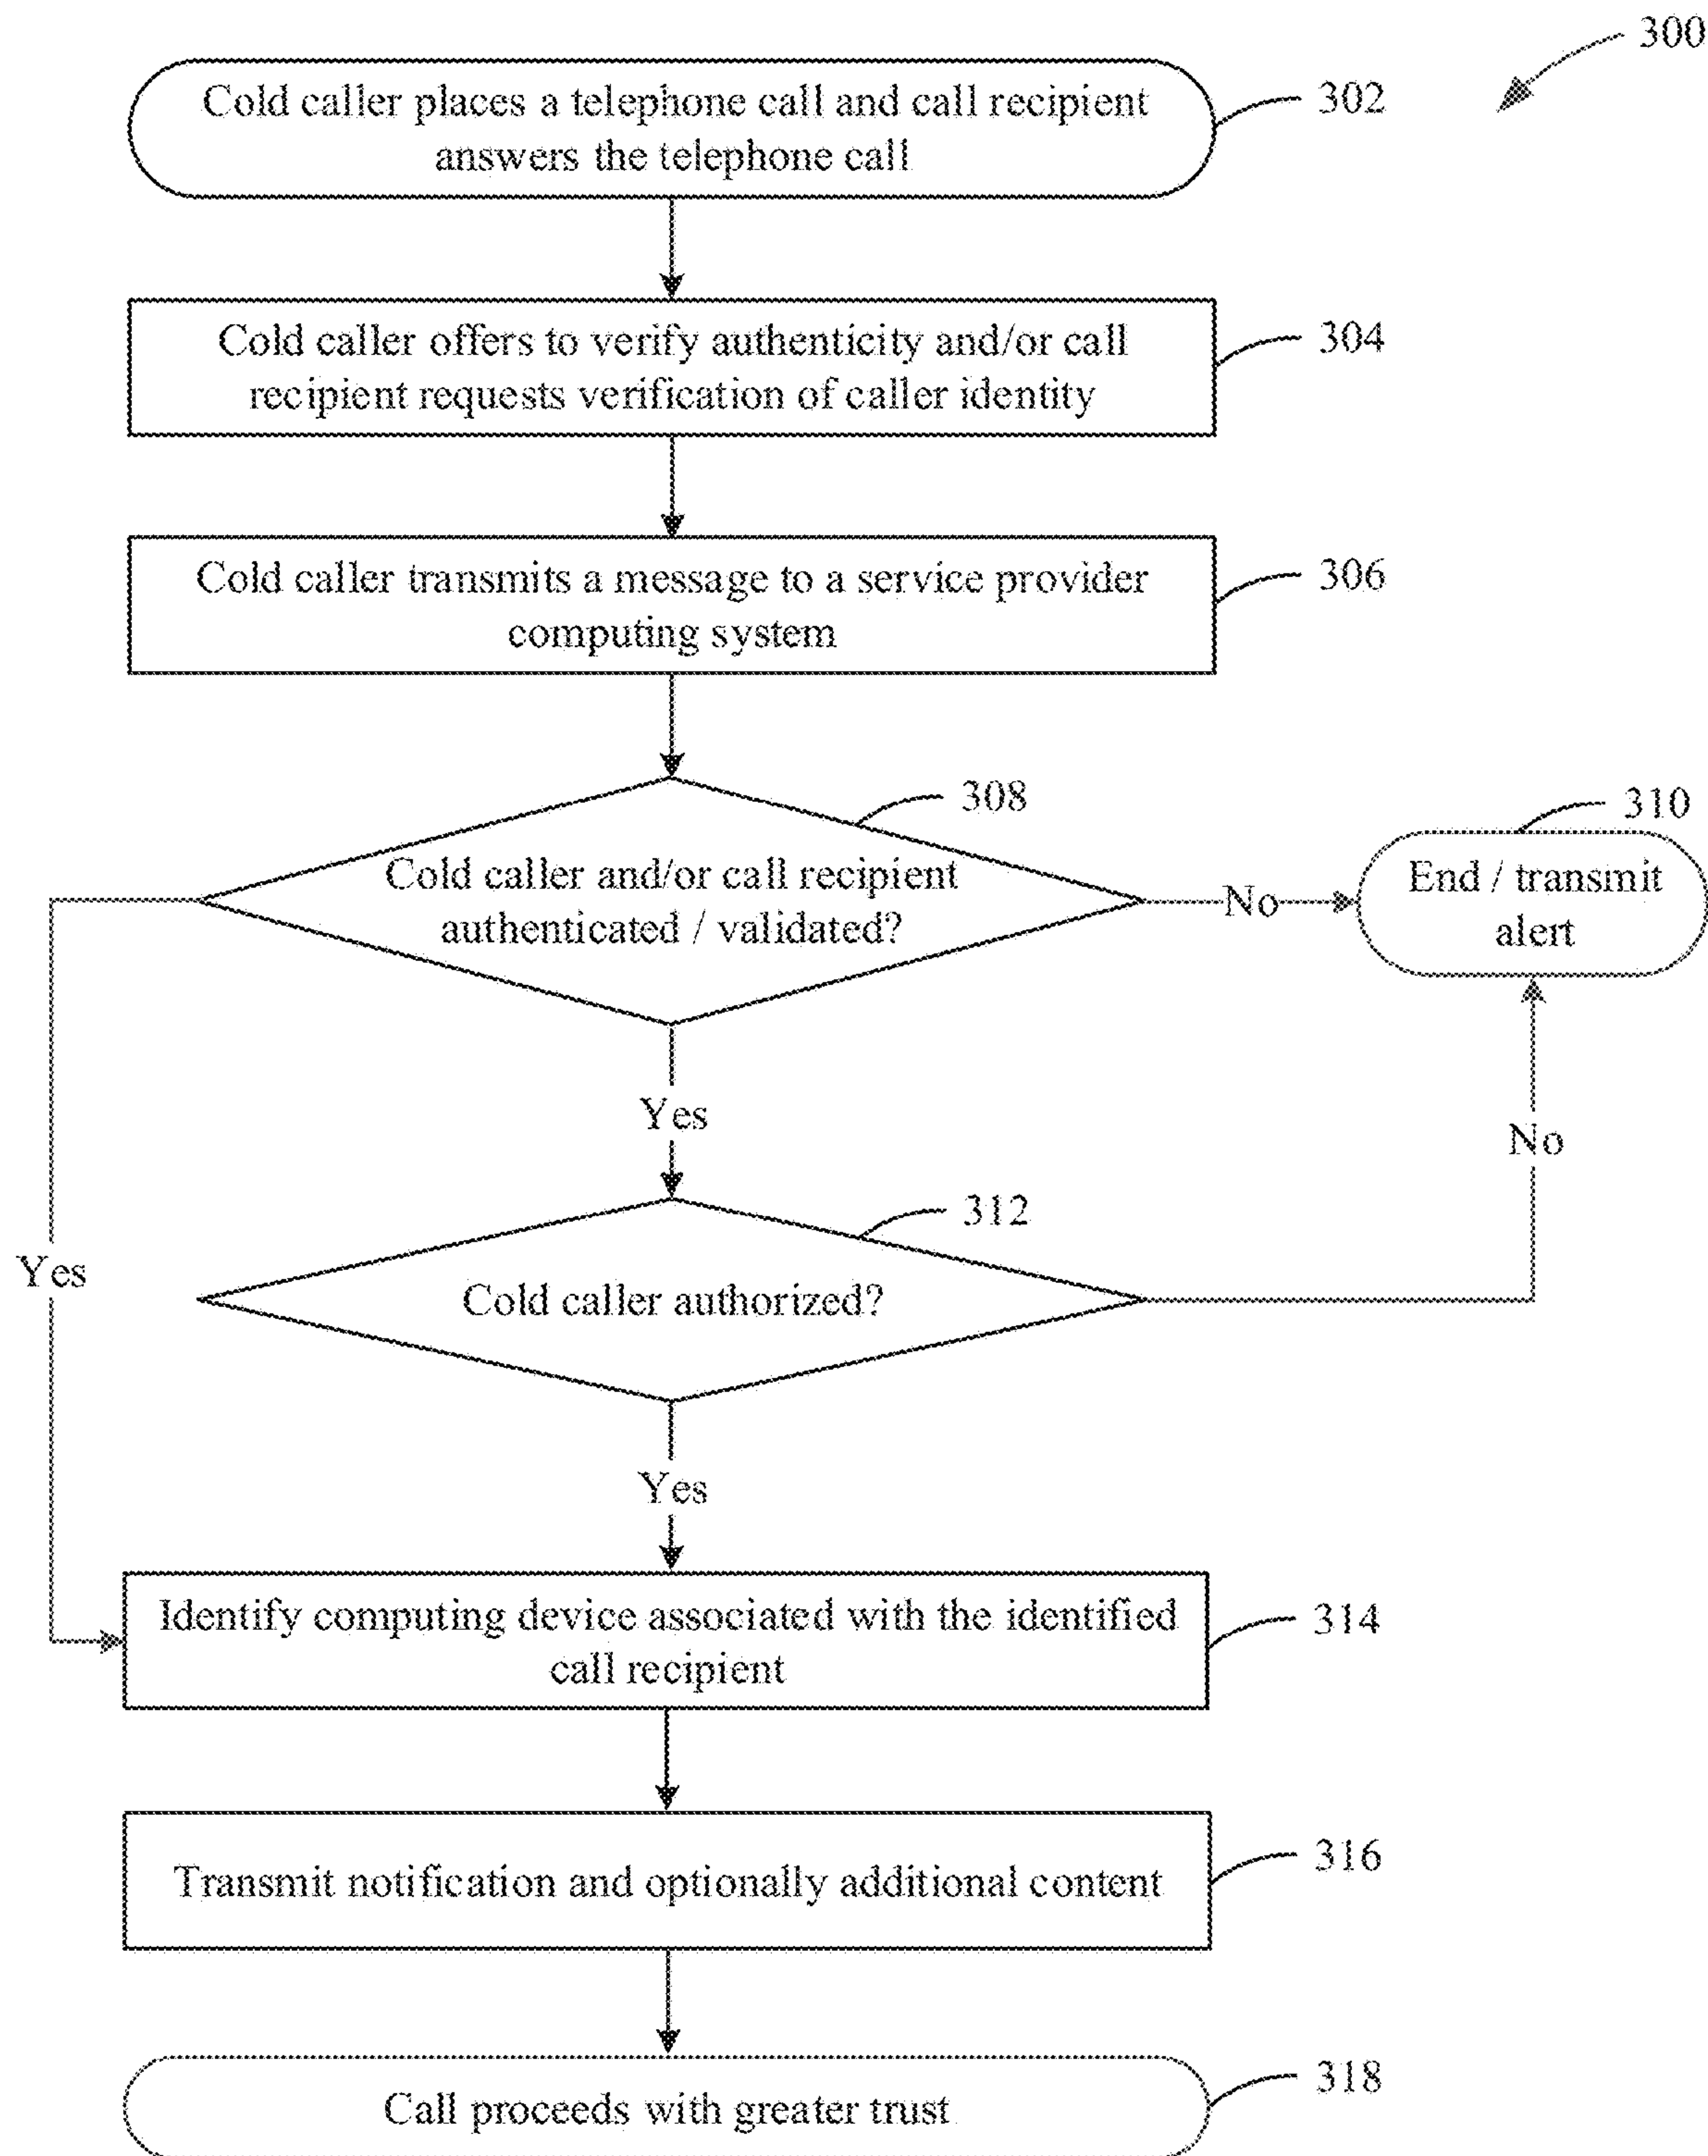 300
Cold caller places a telephone call and call recipient
answers the telephone call
302
Cold caller offers to verify authenticity and/or call
recipient requests verification of caller identity
304
Cold caller transmits a message to a service provider
computing system
306
308
Cold caller and/or call recipient
authenticated / validated?
No
310
End / transmit
alert
Yes
No
Yes
312
Cold caller authorized?
Yes
Identify computing device associated with the identified
call recipient
314
Transmit notification and optionally additional content
316
Call proceeds with greater trust
318